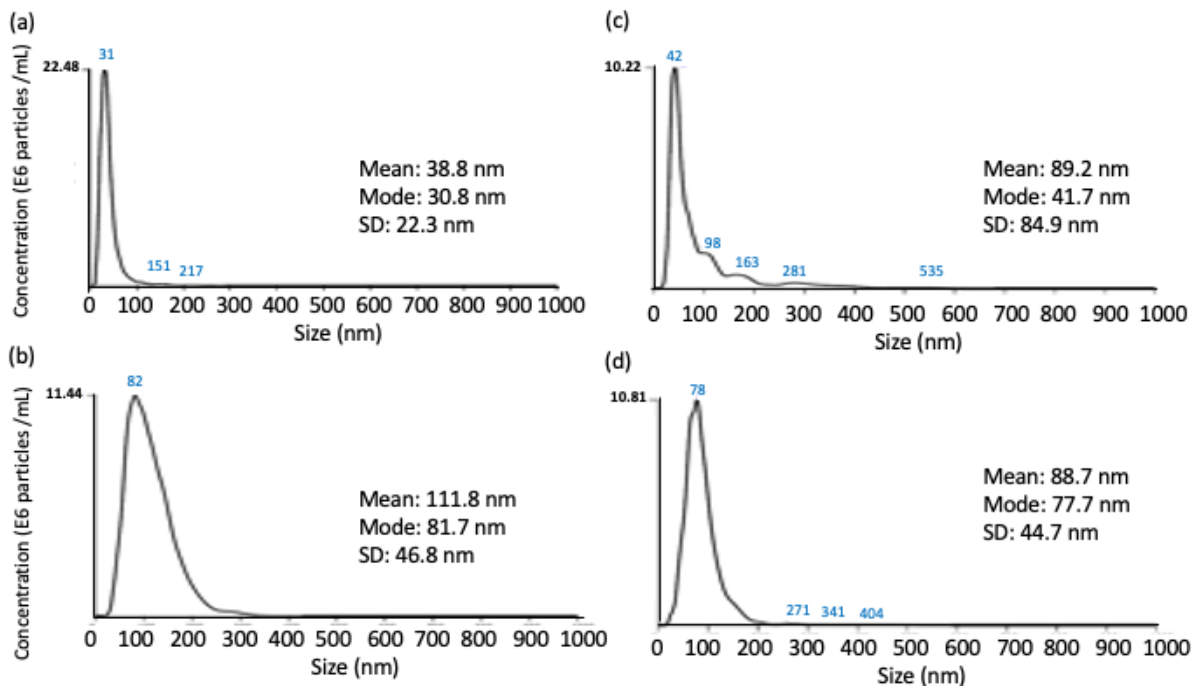 (a)
Concentration (E6 particles /mL)
22.48
31
151
217
Mean: 38.8 nm
Mode: 30.8 nm
SD: 22.3 nm
0 100 200 300 400 500 600 700 800 900 1000
Size (nm)
(b)
Concentration (E6 particles /mL)
11.44
82
Mean: 111.8 nm
Mode: 81.7 nm
SD: 46.8 nm
0 100 200 300 400 500 600 700 800 900 1000
Size (nm)
(c)
10.22
42
98
163
281
535
Mean: 89.2 nm
Mode: 41.7 nm
SD: 84.9 nm
0 100 200 300 400 500 600 700 800 900 1000
Size (nm)
(d)
10.81
78
271
341
404
Mean: 88.7 nm
Mode: 77.7 nm
SD: 44.7 nm
0 100 200 300 400 500 600 700 800 900 1000
Size (nm)